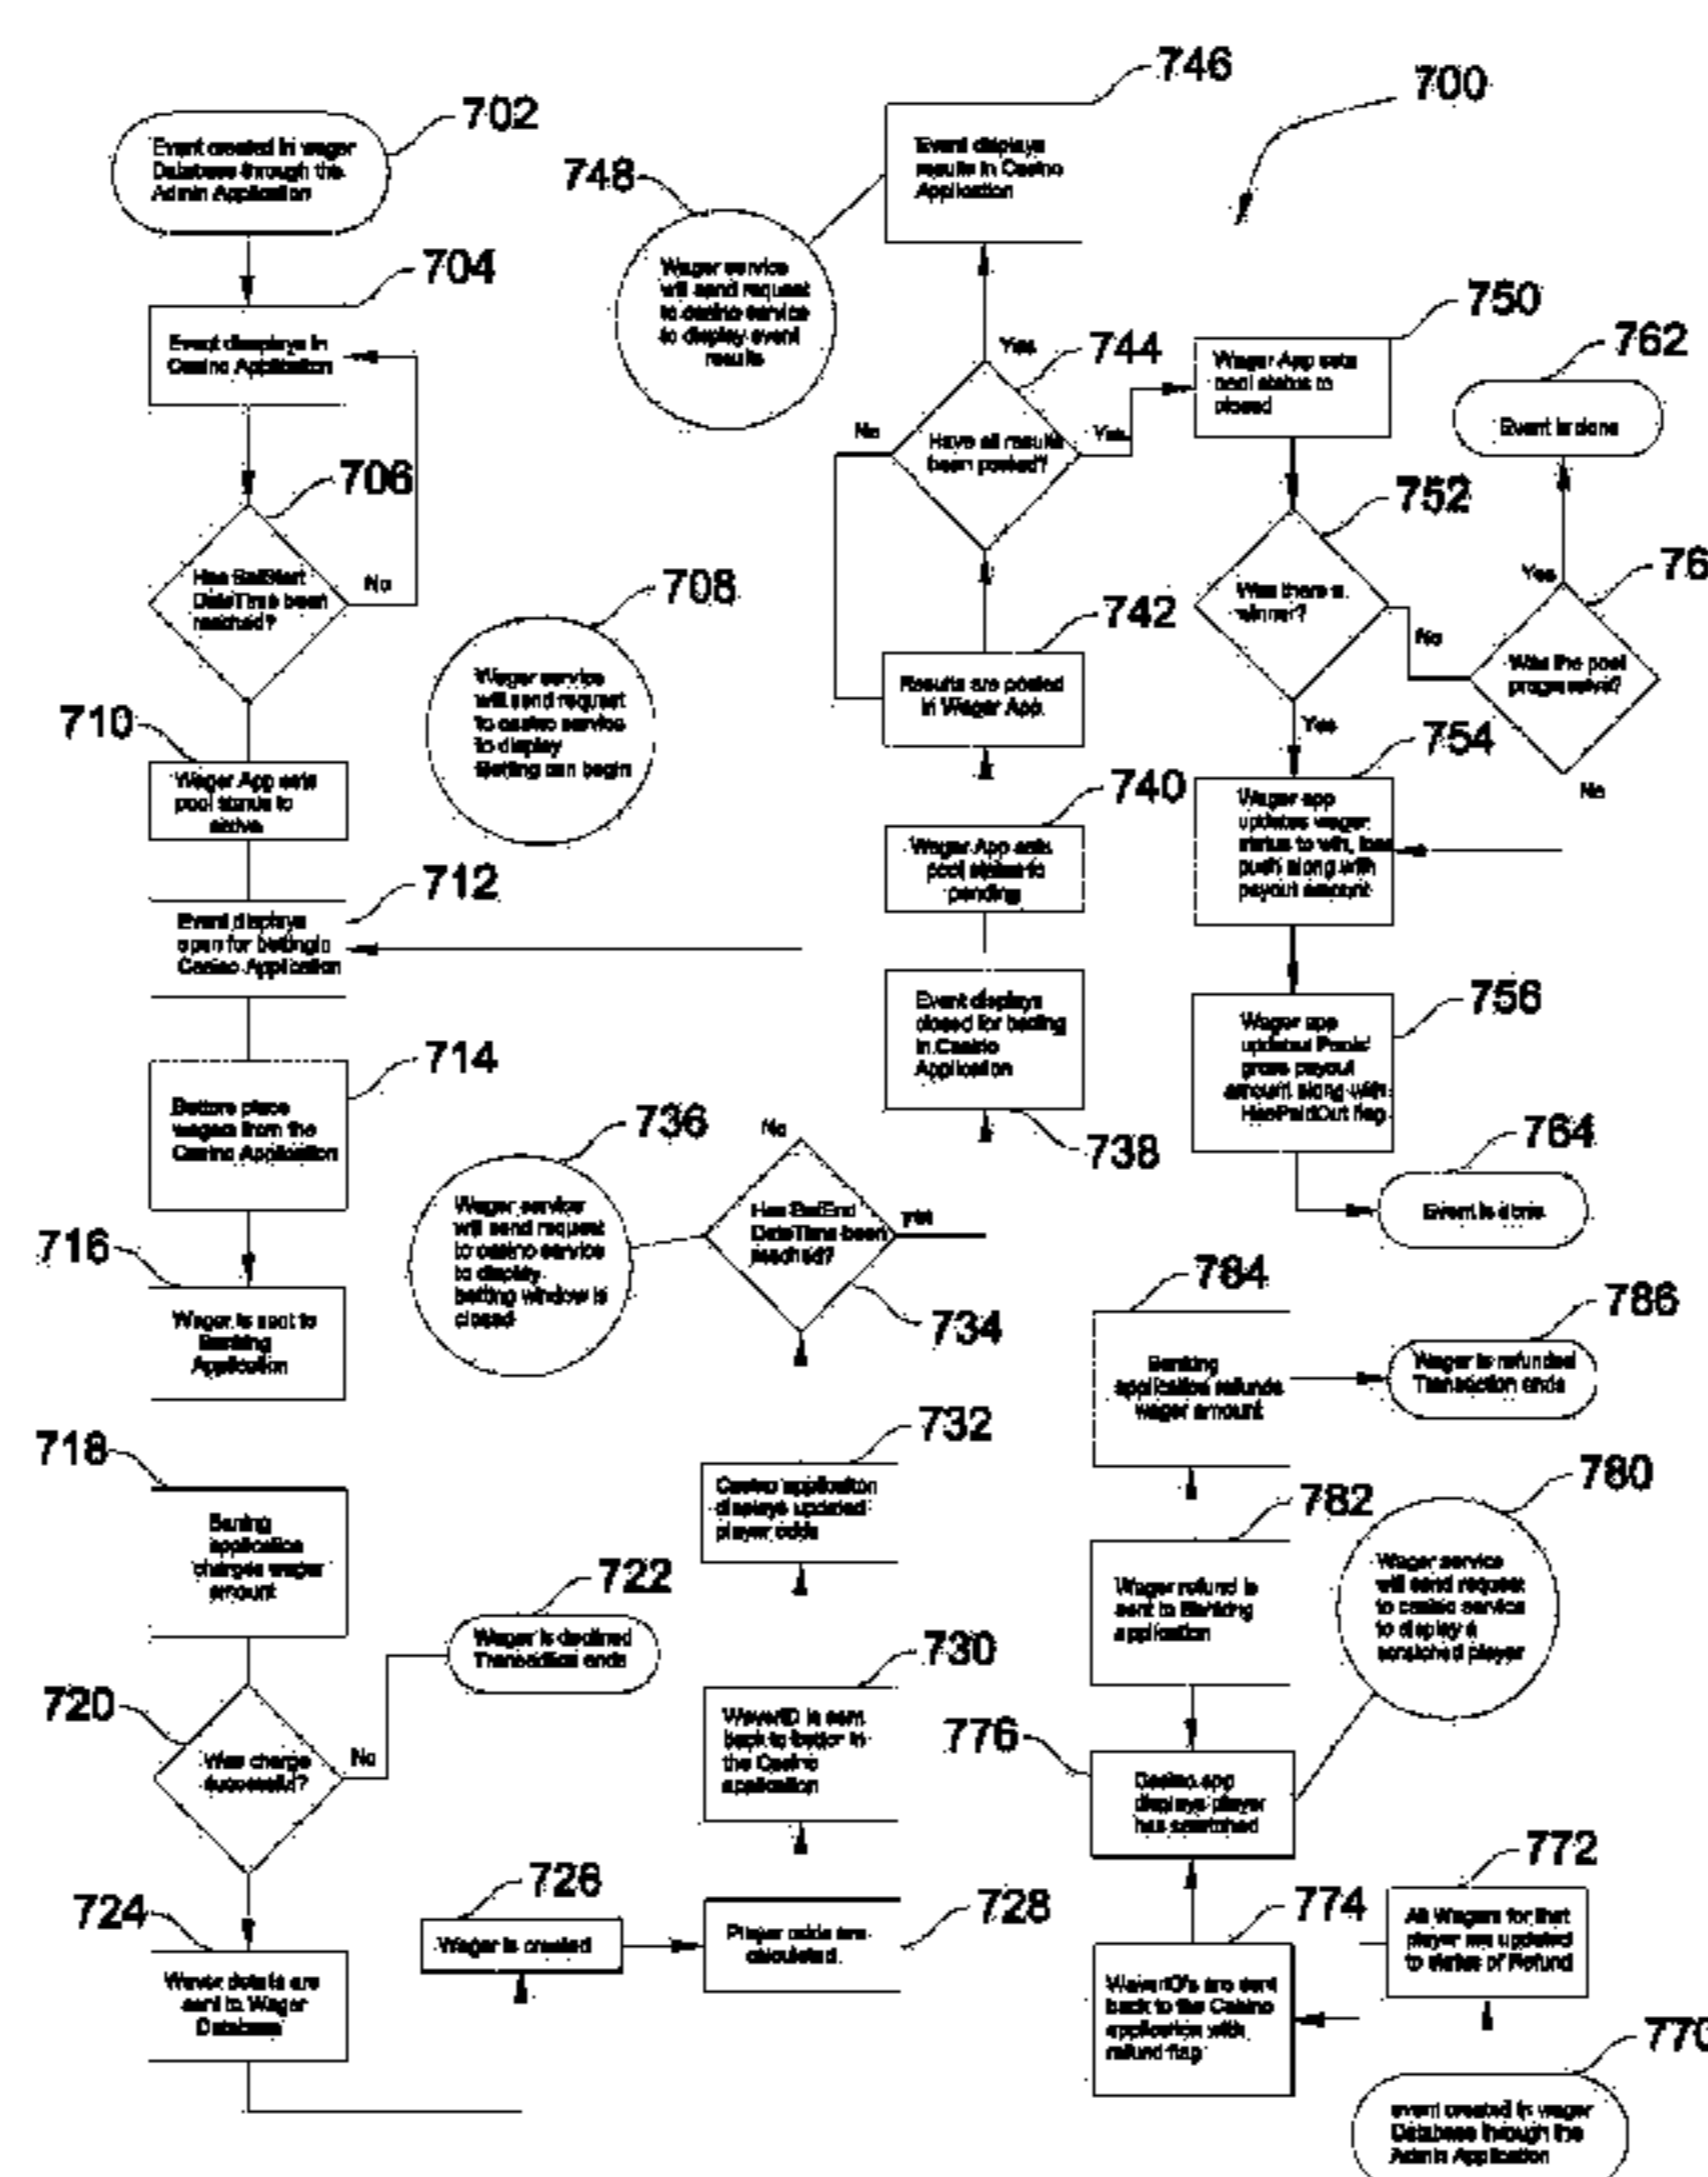 702
Event created in wager
Database through the
Admin Application
704
Event displays in
Casino Application
706
Has BetStart
DateTime been
reached?
No
708
Wager service
will send request
to casino service
to display
Betting can begin
710
Wager App sets
pool status to
active
712
Event displays
open for betting in
Casino Application
714
Bettors place
wagers from the
Casino Application
716
Wager is sent to
Banking
Application
718
Baning
application
charges wager
amount
720
Was charge
successful?
No
722
Wager is declined
Transaction ends
724
details are
sent to Wager
Database
726
Wager is created
728
Player odds are
calculated.
730
is sent
back to bettor in
the Casino
application
732
Casino application
displays updated
player odds
734
Has BetEnd
DateTime been
reached?
No
yes
736
Wager service
will send request
to casino service
to display
betting window is
closed
738
Event displays
closed for betting
in Casino
Application
740
Wager App sets
pool status to
pending
742
Results are posted
in Wager App.
744
Have all results
been posted?
No
Yes
Yes
746
Event displays
results in Casino
Application
748
Wager service
will send request
to casino service
to display event
results
700
750
Wager App sets
pool status to
closed
752
Was there a
winner?
No
Yes
762
Event is done
76
Was the pool
progressive?
Yes
No
754
Wager app
updates wager
status to win, loss
push along with
payout amount
756
Wager app
updated Pools'
gross payout
amount along with
HasPaidOut flag
764
Event is done
784
Banking
application refunds
wager amount
786
Wager is refunded
Transaction ends
782
Wager refund is
sent to Banking
application
780
Wager service
will send request
to casino service
to display a
scratched player
776
Casino app
displays player
has scratched
774
are sent
back to the Casino
application with
refund flag
772
All Wagers for that
player are updated
to status of Refund
770
event created in wager
Database through the
Admin Application